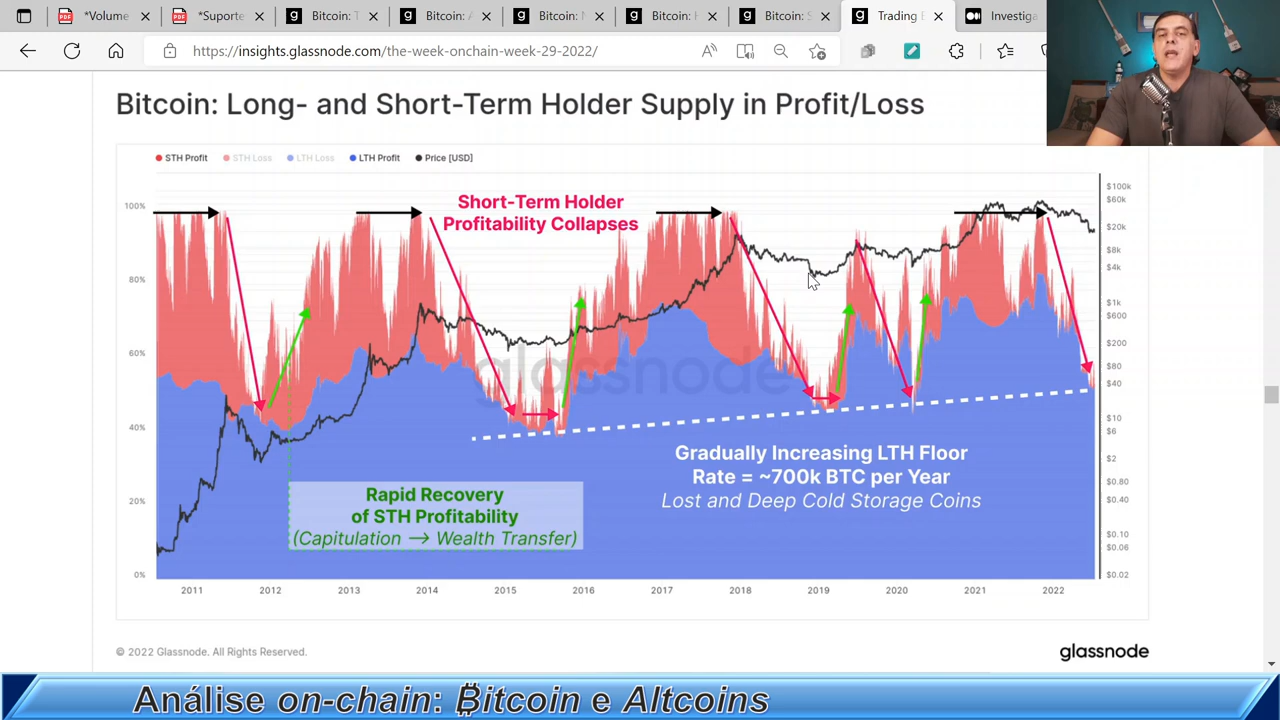 *Volume
*Suporte
Bitcoin: T
Bitcoin: A
Bitcoin: N
Bitcoin: H
Bitcoin: S
Trading B
Investiga
https://insights.glassnode.com/the-week-onchain-week-29-2022/
Bitcoin: Long- and Short-Term Holder Supply in Profit/Loss
STH Profit STH Loss LTH Loss LTH Profit Price [USD]
Short-Term Holder
Profitability Collapses
100%
80%
60%
40%
20%
0%
$100k
$60k
$20k
$8k
$4k
$1k
$600
$200
$80
$40
$10
$6
$2
$0.80
$0.40
$0.10
$0.06
$0.02
glassnode
Gradually Increasing LTH Floor
Rate = ~700k BTC per Year
Lost and Deep Cold Storage Coins
Rapid Recovery
of STH Profitability
(Capitulation → Wealth Transfer)
2011 2012 2013 2014 2015 2016 2017 2018 2019 2020 2021 2022
© 2022 Glassnode. All Rights Reserved.
glassnode
Análise on-chain: ₿itcoin e Altcoins